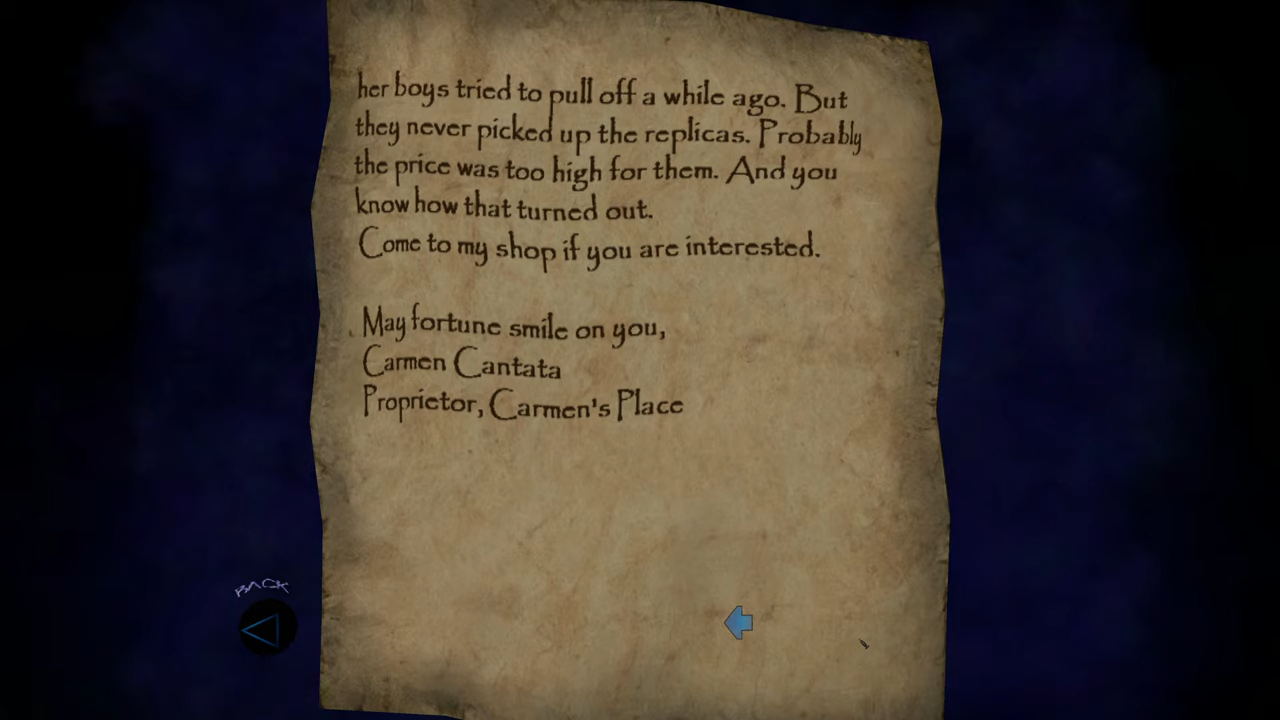 her boys tried to pull off a while ago. But
they never picked up the replicas. Probably
the price was too high for them. And you
know how that turned out.
Come to my shop if you are interested.
May fortune smile on you,
Carmen Cantata
Proprietor, Carmen's Place
BACK